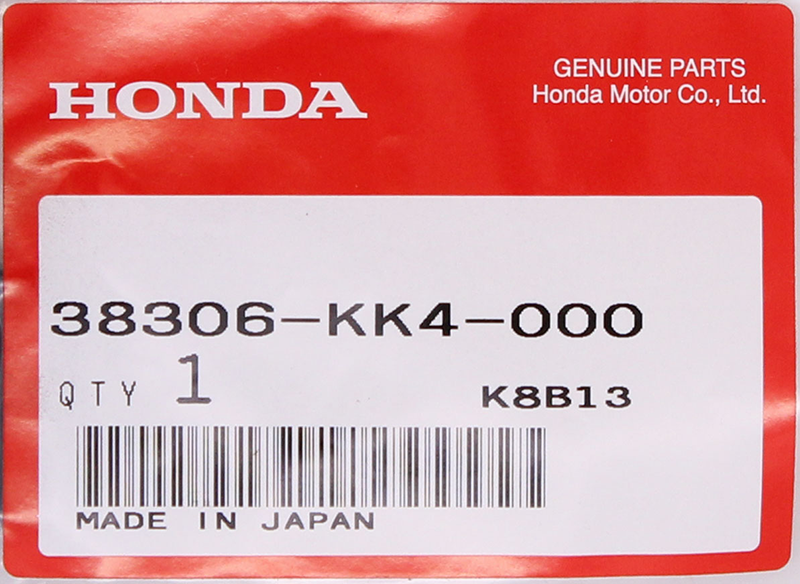 HONDA
GENUINE PARTS
Honda Motor Co., Ltd.
38306-KK4-000
QTY 1
K8B13
MADE IN JAPAN